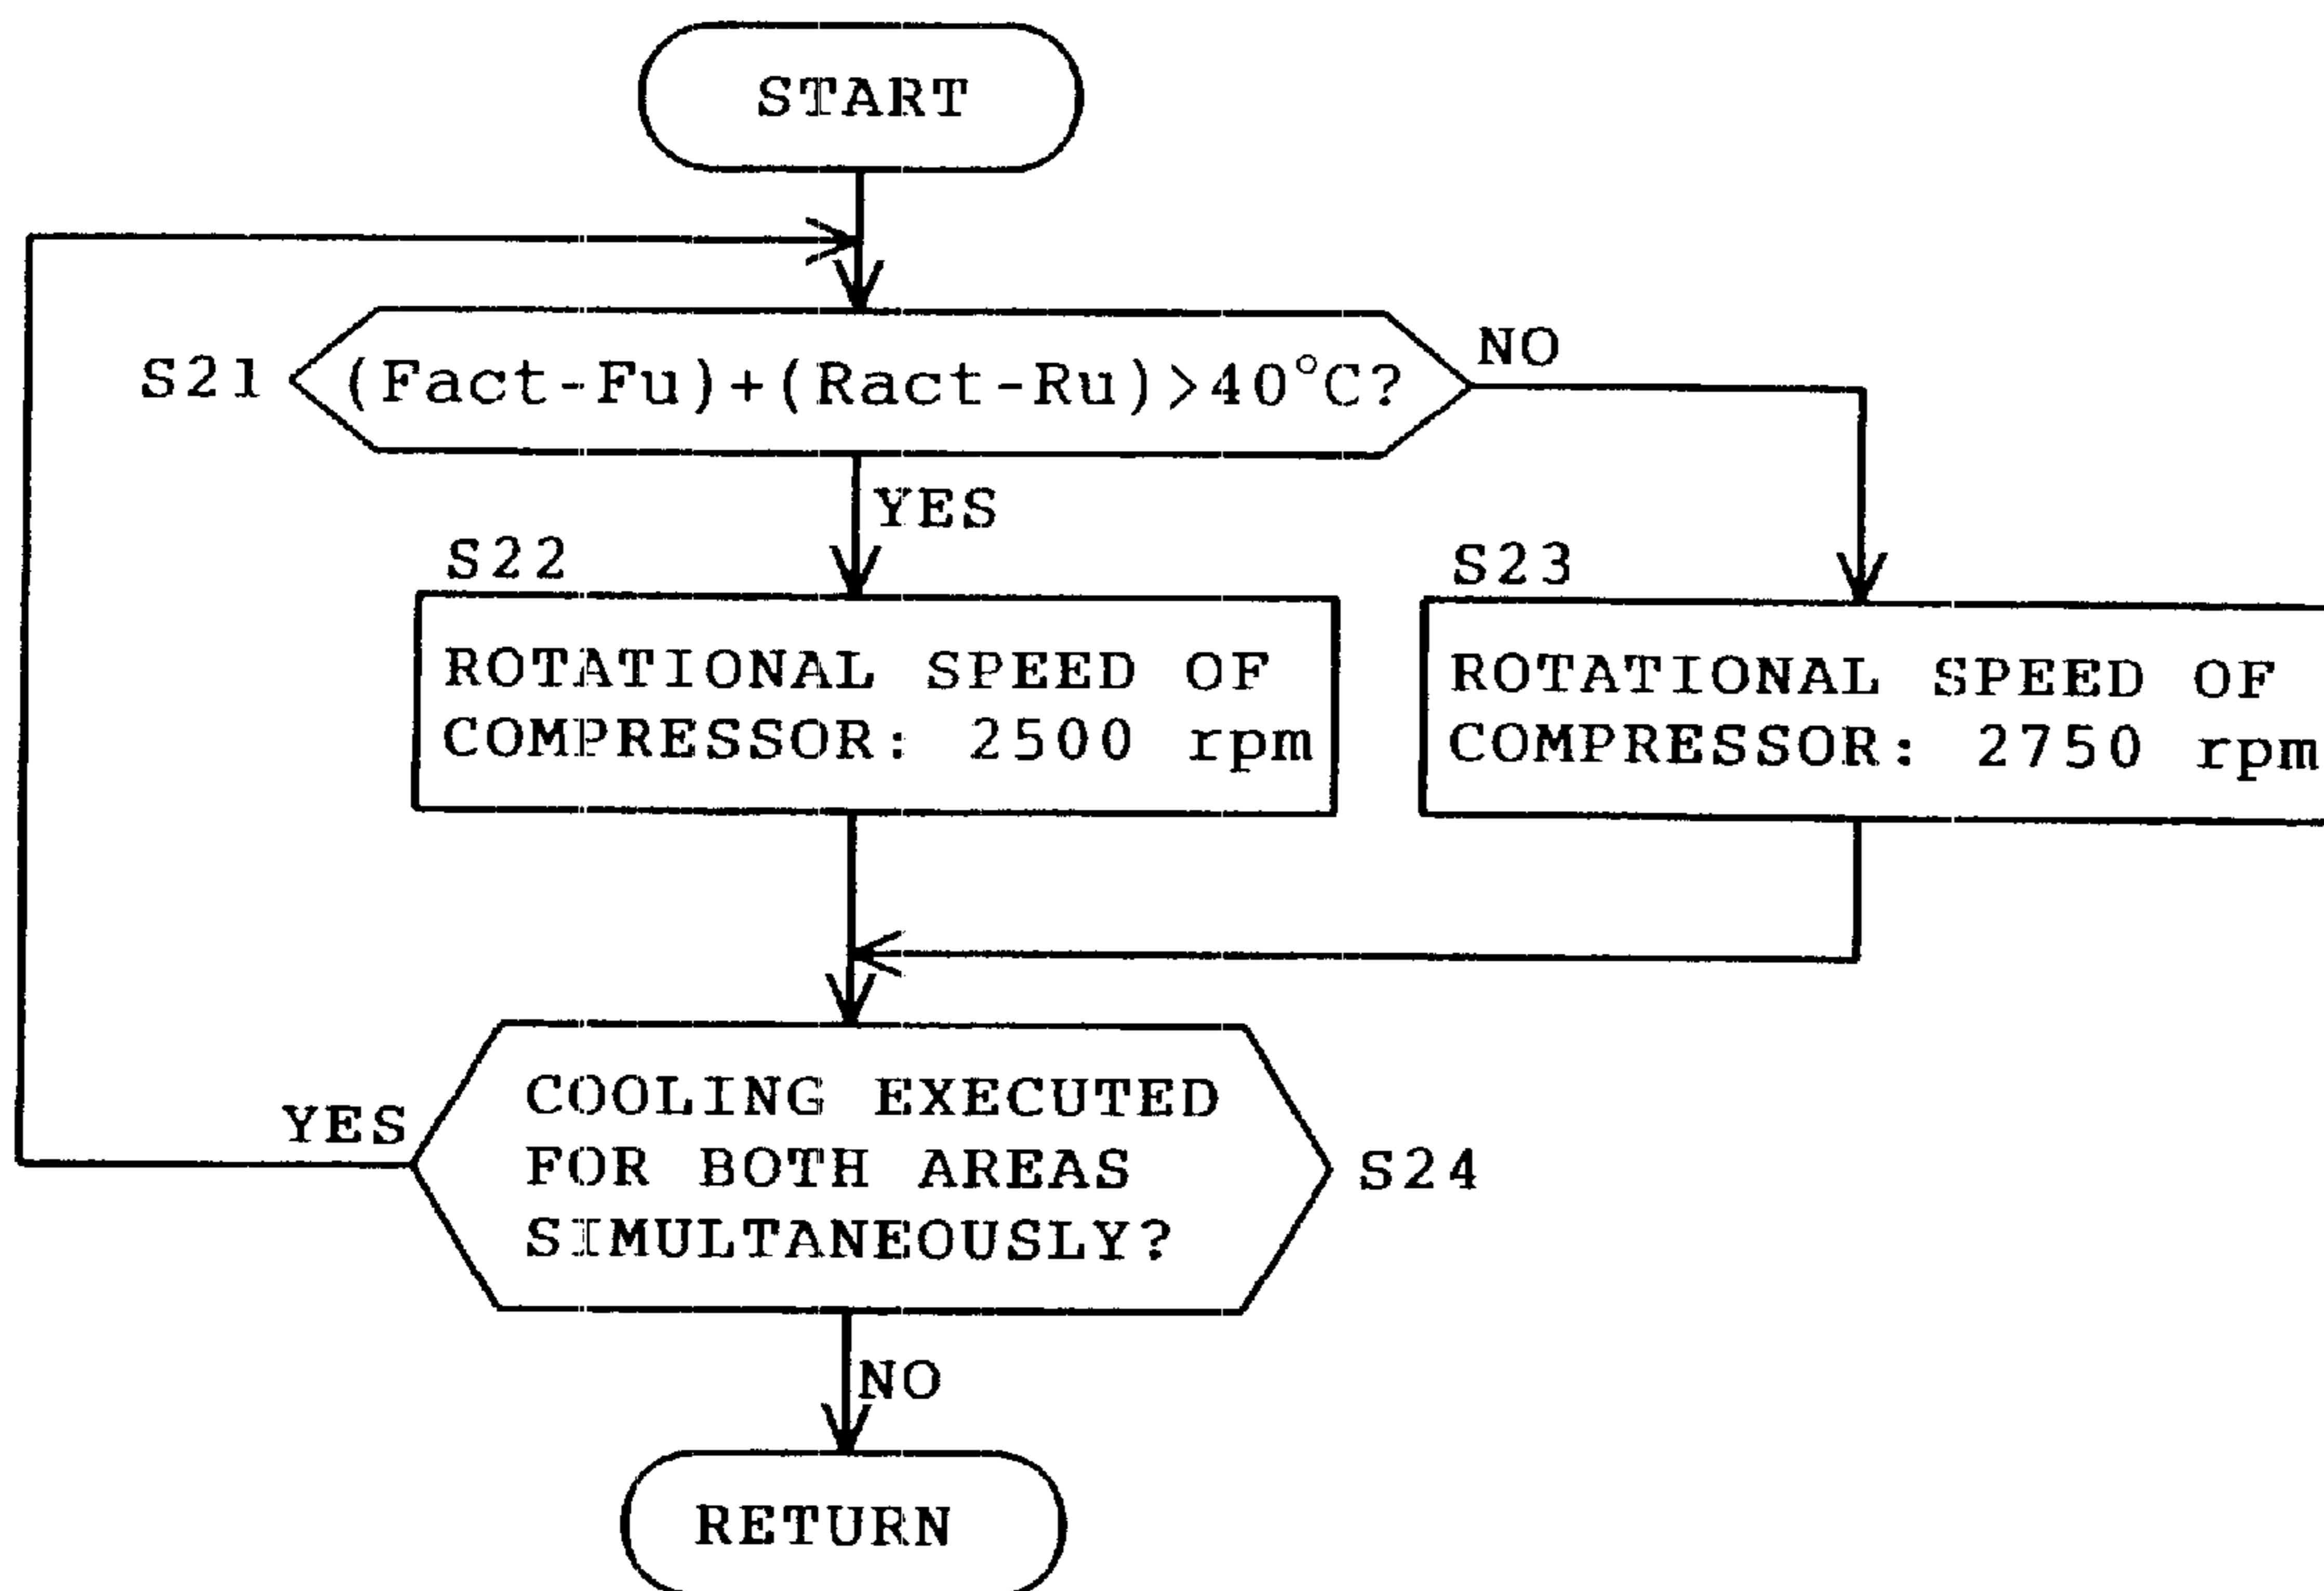 START
S21
(Fact-Fu)+(Ract-Ru)>40°C?
NO
YES
S22
ROTATIONAL SPEED OF
COMPRESSOR: 2500 rpm
S23
ROTATIONAL SPEED OF
COMPRESSOR: 2750 rpm
YES
COOLING EXECUTED
FOR BOTH AREAS
SIMULTANEOUSLY?
S24
NO
RETURN